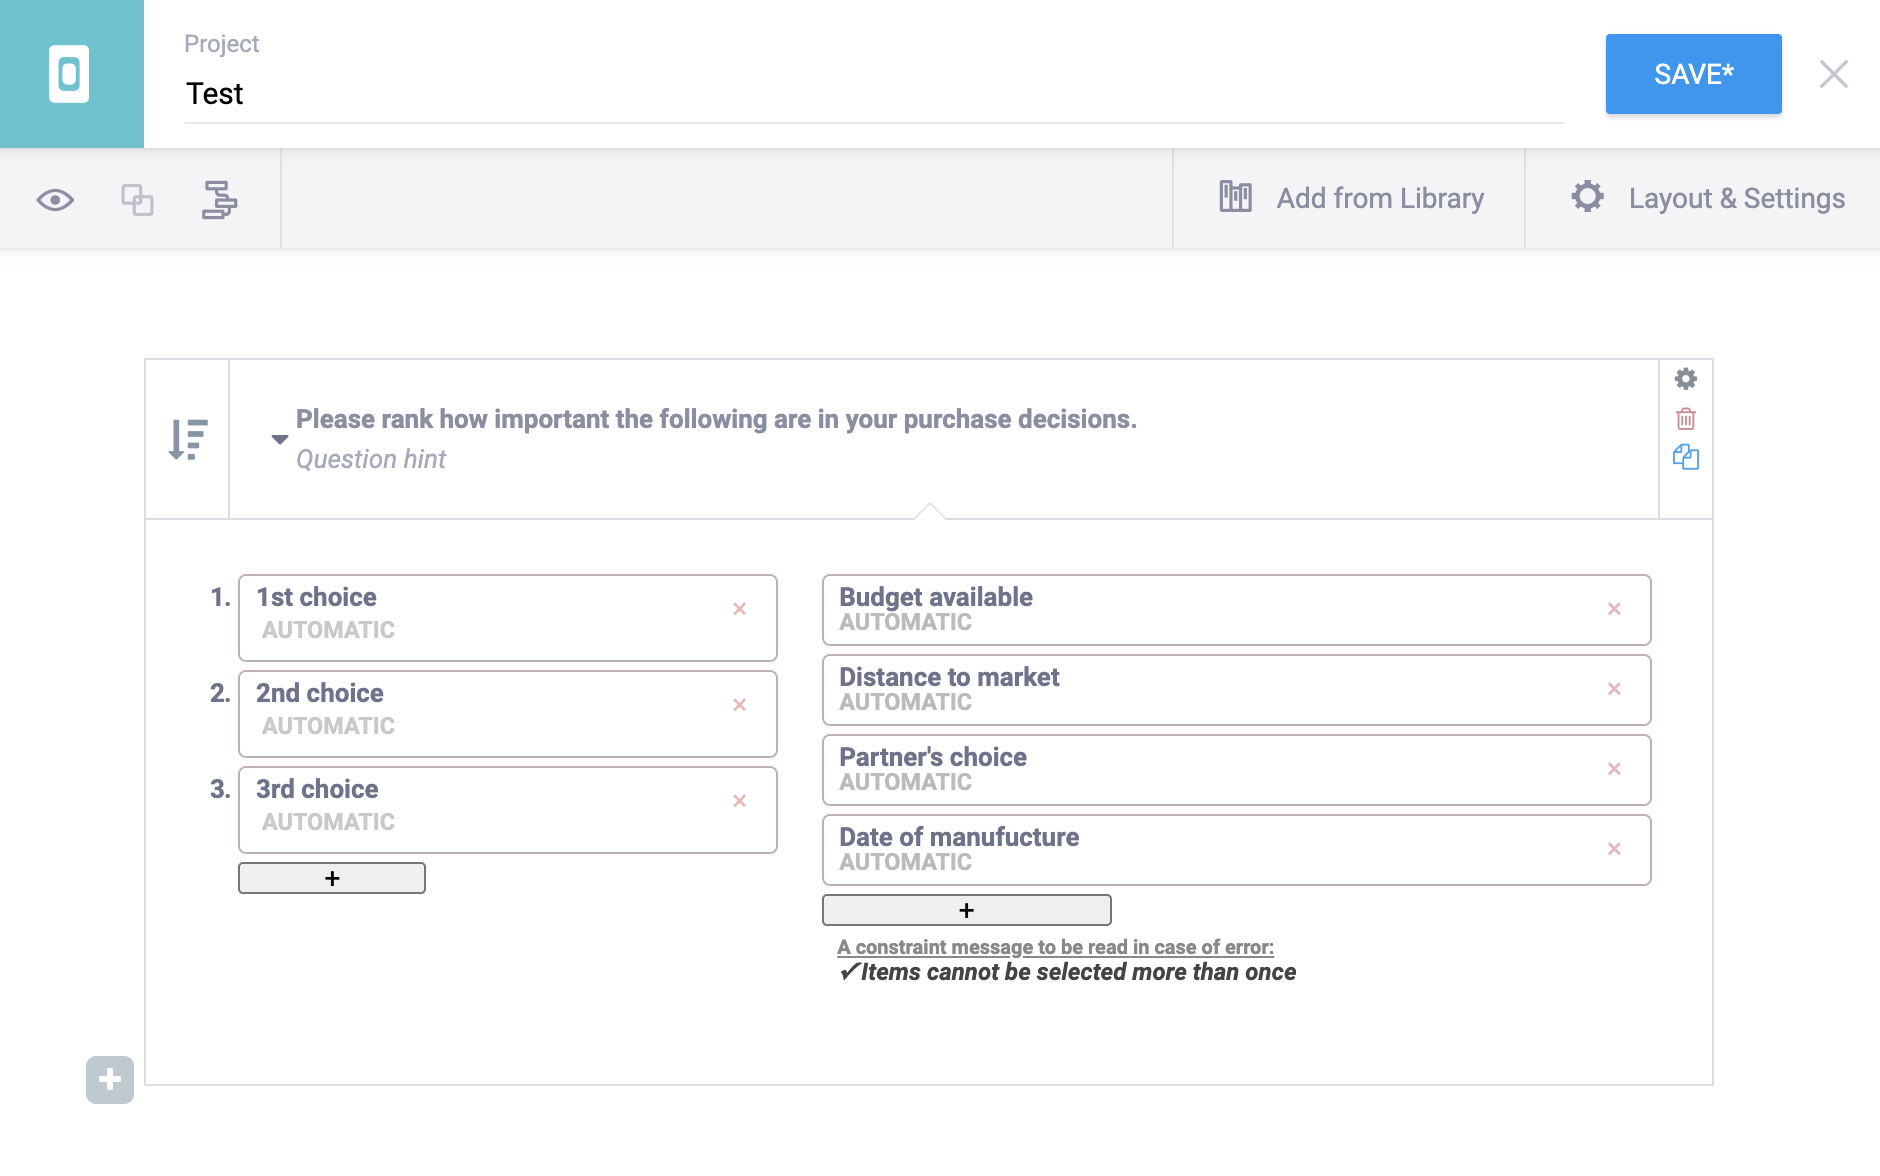 Project
Test
SAVE*
Add from Library
Layout & Settings
Please rank how important the following are in your purchase decisions.
Question hint
1. 1st choice
AUTOMATIC
2. 2nd choice
AUTOMATIC
3. 3rd choice
AUTOMATIC
+
Budget available
AUTOMATIC
Distance to market
AUTOMATIC
Partner's choice
AUTOMATIC
Date of manufucture
AUTOMATIC
+
A constraint message to be read in case of error:
✓Items cannot be selected more than once